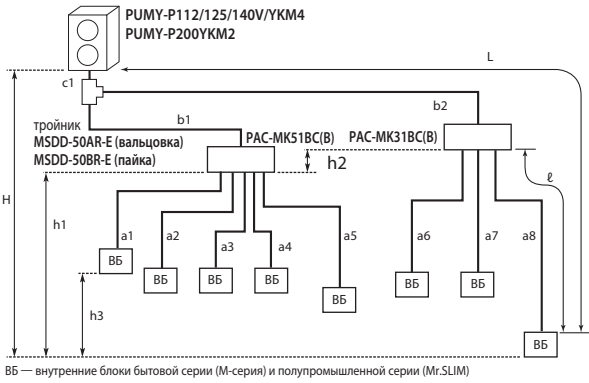 PUMY-P112/125/140V/YKM4
PUMY-P200YKM2
L
c1
b1
b2
тройник
MSDD-50AR-E (вальцовка)
MSDD-50BR-E (пайка)
PAC-MK51BC(B)
PAC-MK31BC(B)
h2
ℓ
H
h1
a1
a2
a3
a4
a5
a6
a7
a8
ВБ
ВБ
ВБ
ВБ
ВБ
ВБ
ВБ
ВБ
h3
ВБ — внутренние блоки бытовой серии (М-серия) и полупромышленной серии (Mr.SLIM)